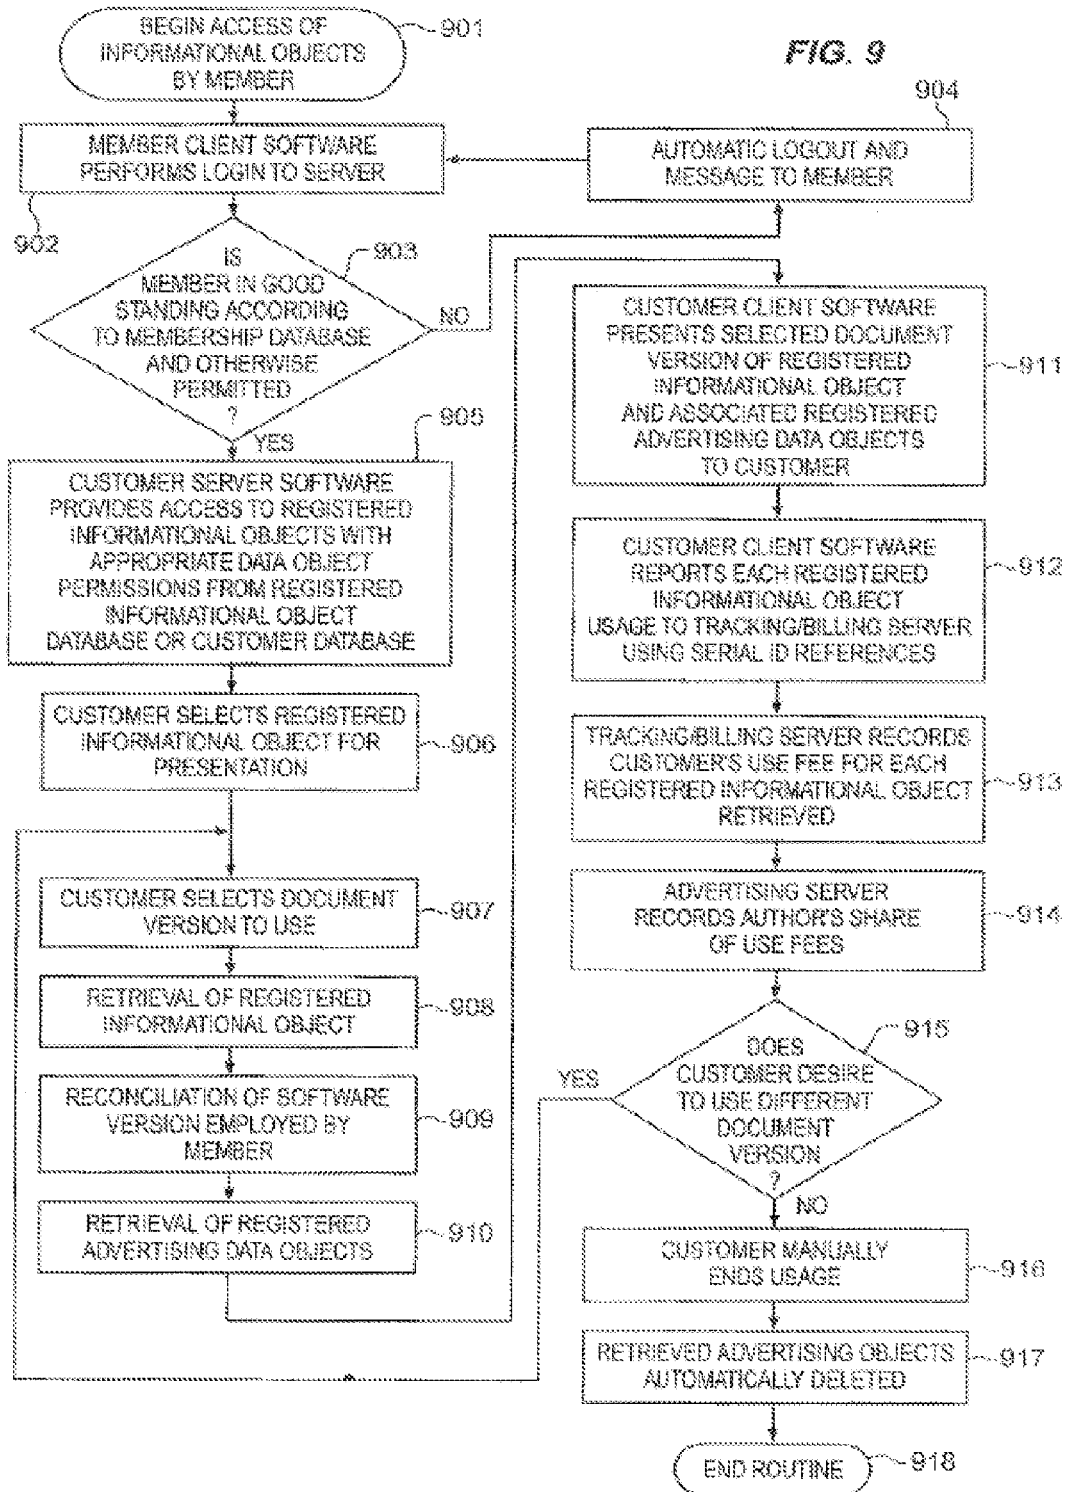 BEGIN ACCESS OF
INFORMATIONAL OBJECTS
BY MEMBER
901
FIG. 9
MEMBER CLIENT SOFTWARE
PERFORMS LOGIN TO SERVER
902
904
AUTOMATIC LOGOUT AND
MESSAGE TO MEMBER
903
IS
MEMBER IN GOOD
STANDING ACCORDING
TO MEMBERSHIP DATABASE
AND OTHERWISE
PERMITTED
?
NO
YES
905
CUSTOMER SERVER SOFTWARE
PROVIDES ACCESS TO REGISTERED
INFORMATIONAL OBJECTS WITH
APPROPRIATE DATA OBJECT
PERMISSIONS FROM REGISTERED
INFORMATIONAL OBJECT
DATABASE OR CUSTOMER DATABASE
CUSTOMER SELECTS REGISTERED
INFORMATIONAL OBJECT FOR
PRESENTATION
906
CUSTOMER SELECTS DOCUMENT
VERSION TO USE
907
RETRIEVAL OF REGISTERED
INFORMATIONAL OBJECT
908
RECONCILIATION OF SOFTWARE
VERSION EMPLOYED BY
MEMBER
909
RETRIEVAL OF REGISTERED
ADVERTISING DATA OBJECTS
910
CUSTOMER CLIENT SOFTWARE
PRESENTS SELECTED DOCUMENT
VERSION OF REGISTERED
INFORMATIONAL OBJECT
AND ASSOCIATED REGISTERED
ADVERTISING DATA OBJECTS
TO CUSTOMER
911
CUSTOMER CLIENT SOFTWARE
REPORTS EACH REGISTERED
INFORMATIONAL OBJECT
USAGE TO TRACKING/BILLING SERVER
USING SERIAL ID REFERENCES
912
TRACKING/BILLING SERVER RECORDS
CUSTOMER'S USE FEE FOR EACH
REGISTERED INFORMATIONAL OBJECT
RETRIEVED
913
ADVERTISING SERVER
RECORDS AUTHOR'S SHARE
OF USE FEES
914
915
DOES
CUSTOMER DESIRE
TO USE DIFFERENT
DOCUMENT
VERSION
?
YES
NO
CUSTOMER MANUALLY
ENDS USAGE
916
RETRIEVED ADVERTISING OBJECTS
AUTOMATICALLY DELETED
917
END ROUTINE
918